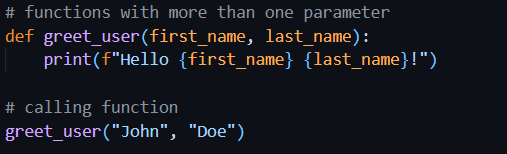 # functions with more than one parameter
def greet_user(first_name, last_name):
    print(f"Hello {first_name} {last_name}!")

# calling function
greet_user("John", "Doe")